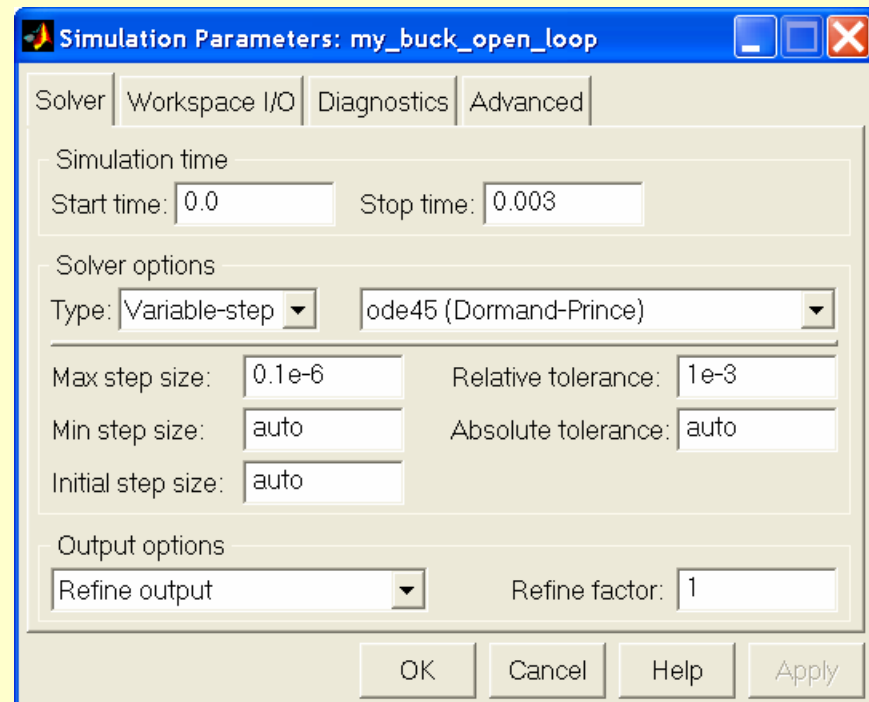 Simulation Parameters: my_buck_open_loop
Solver Workspace I/O Diagnostics Advanced
Simulation time
Start time: 0.0 Stop time: 0.003
Solver options
Type: Variable-step ode45 (Dormand-Prince)
Max step size: 0.1e-6 Relative tolerance: 1e-3
Min step size: auto Absolute tolerance: auto
Initial step size: auto
Output options
Refine output Refine factor: 1
OK Cancel Help Apply